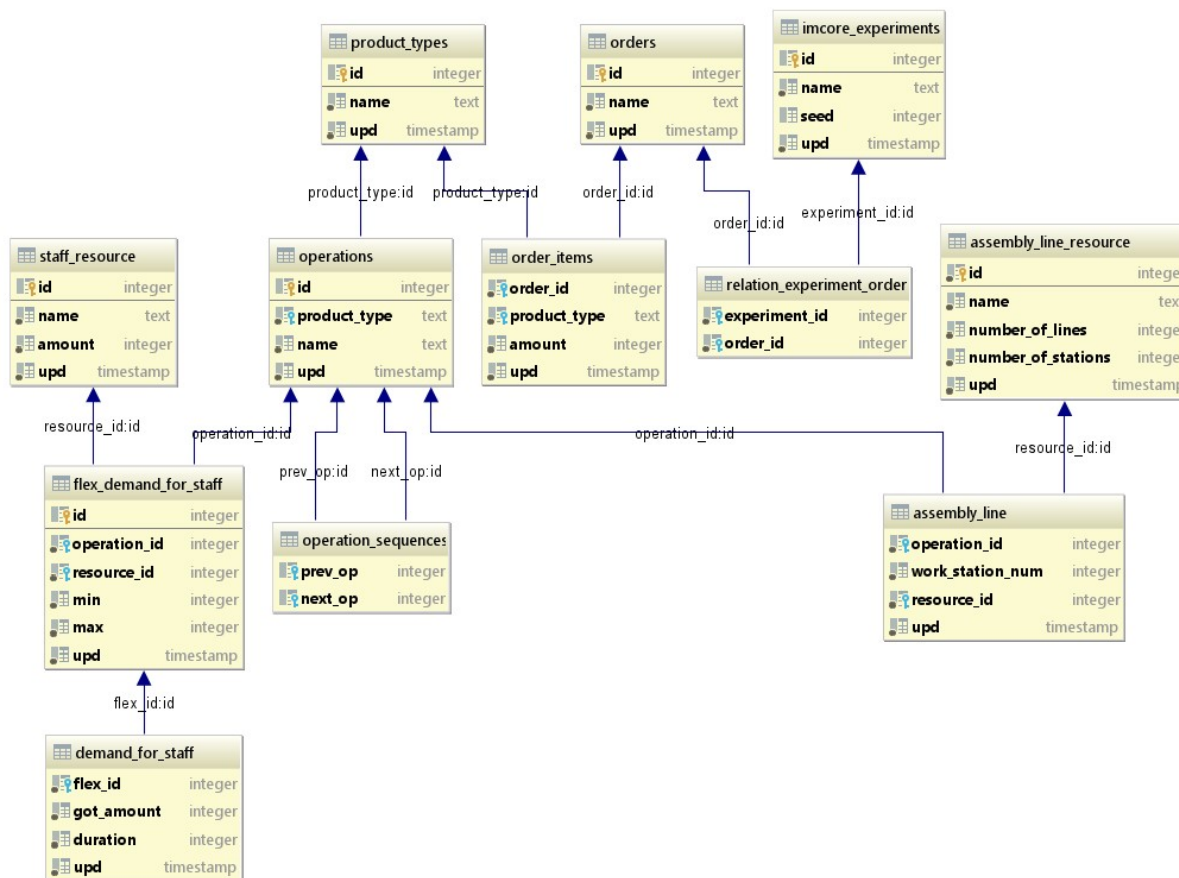 product_types
id integer
name text
upd timestamp
orders
id integer
name text
upd timestamp
imcore_experiments
id integer
name text
seed integer
upd timestamp
product_type:id
product_type:id
order_id:id
order_id:id
experiment_id:id
staff_resource
id integer
name text
amount integer
upd timestamp
operations
id integer
product_type text
name text
upd timestamp
order_items
order_id integer
product_type text
amount integer
upd timestamp
relation_experiment_order
experiment_id integer
order_id integer
assembly_line_resource
id intege
name tex
number_of_lines intege
number_of_stations intege
upd timestamp
resource_id:id
operation_id:id
prev_op:id
next_op:id
operation_id:id
resource_id:id
flex_demand_for_staff
id integer
operation_id integer
resource_id integer
min integer
max integer
upd timestamp
operation_sequences
prev_op integer
next_op integer
assembly_line
operation_id integer
work_station_num integer
resource_id integer
upd timestamp
flex_id:id
demand_for_staff
flex_id integer
got_amount integer
duration integer
upd timestamp